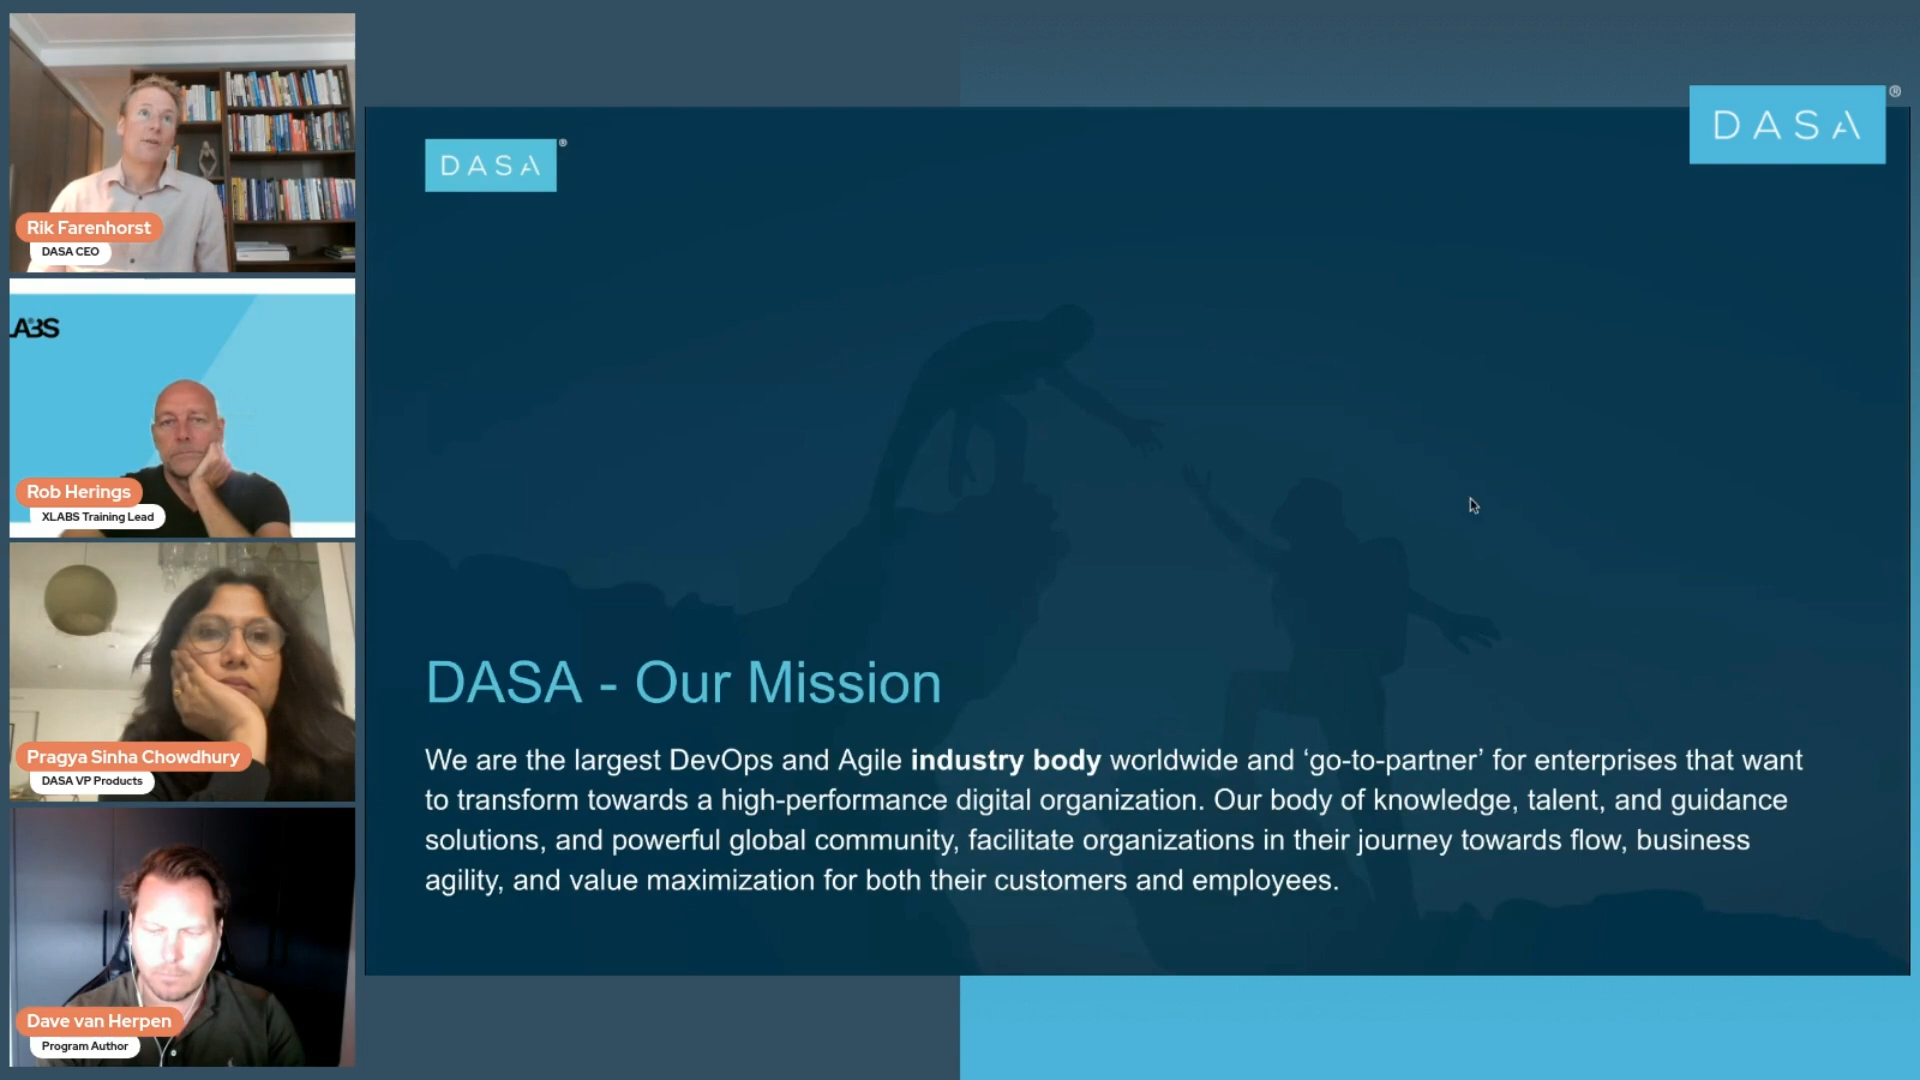 Rik Farenhorst
DASA CEO
LABS
Rob Herings
XLABS Training Lead
Pragya Sinha Chowdhury
DASA VP Products
Dave van Herpen
Program Author
DASA®
DASA®
DASA - Our Mission
We are the largest DevOps and Agile industry body worldwide and ‘go-to-partner’ for enterprises that want
to transform towards a high-performance digital organization. Our body of knowledge, talent, and guidance
solutions, and powerful global community, facilitate organizations in their journey towards flow, business
agility, and value maximization for both their customers and employees.